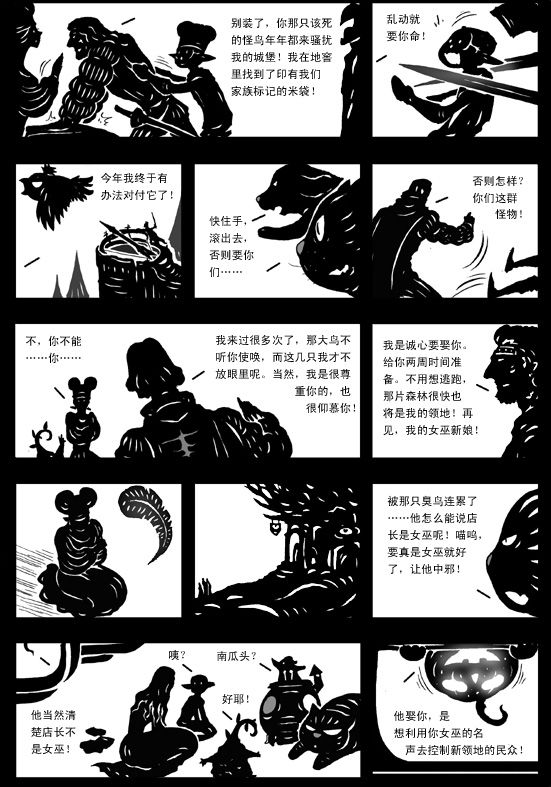 别装了，你那只该死
的怪鸟年年都来骚扰
我的城堡！我在地窖
里找到了印有我们
家族标记的米袋！
乱动就
要你命！
今年我终于有
办法对付它了！
快住手，
滚出去，
否则要你
们……
否则怎样？
你们这群
怪物！
不，你不能
……你……
我来过很多次了，那大鸟不
听你使唤，而这几只我才不
放眼里呢。当然，我是很尊
重你的，也
很仰慕你！
我是诚心要娶你。
给你两周时间准
备。不用想逃跑，
那片森林很快也
将是我的领地！再
见，我的女巫新娘！
被那只臭鸟连累了
……他怎么能说店
长是女巫呢！喵呜，
要真是女巫就好
了，让他中邪！
他当然清
楚店长不
是女巫！
咦？
南瓜头？
好耶！
他娶你，是
想利用你女巫的名
声去控制新领地的民众！